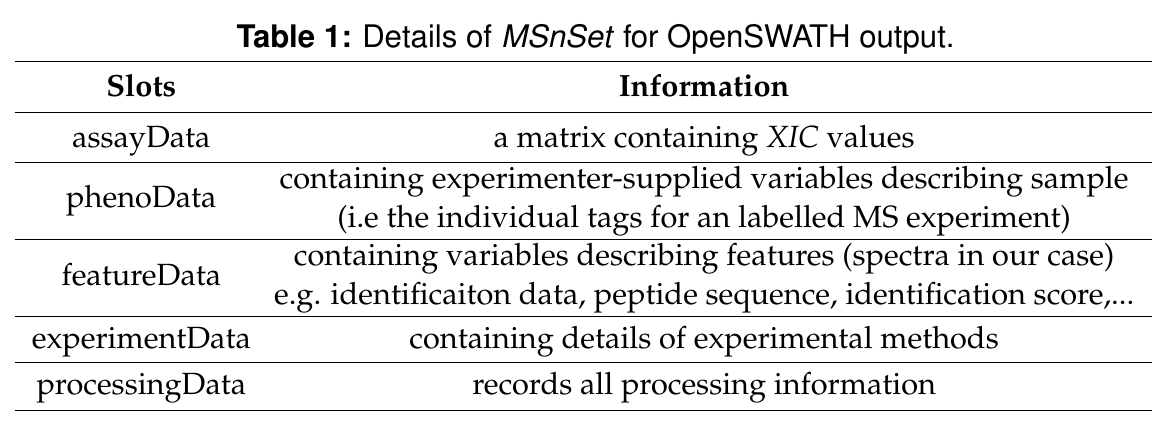 Table 1: Details of MSnSet for OpenSWATH output.
Slots Information
assayData a matrix containing XIC values
phenoData containing experimenter-supplied variables describing sample
(i.e the individual tags for an labelled MS experiment)
featureData containing variables describing features (spectra in our case)
e.g. identificaiton data, peptide sequence, identification score,...
experimentData containing details of experimental methods
processingData records all processing information